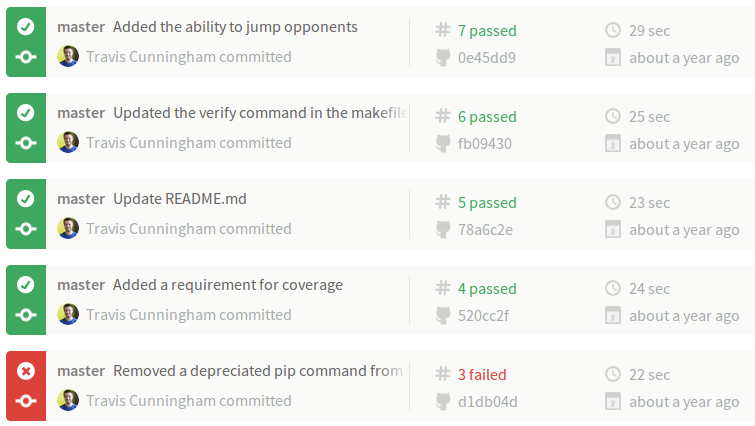 master Added the ability to jump opponents
Travis Cunningham committed
7 passed
0e45dd9
29 sec
about a year ago
master Updated the verify command in the makefile
Travis Cunningham committed
6 passed
fb09430
25 sec
about a year ago
master Update README.md
Travis Cunningham committed
5 passed
78a6c2e
23 sec
about a year ago
master Added a requirement for coverage
Travis Cunningham committed
4 passed
520cc2f
24 sec
about a year ago
master Removed a depreciated pip command from
Travis Cunningham committed
3 failed
d1db04d
22 sec
about a year ago